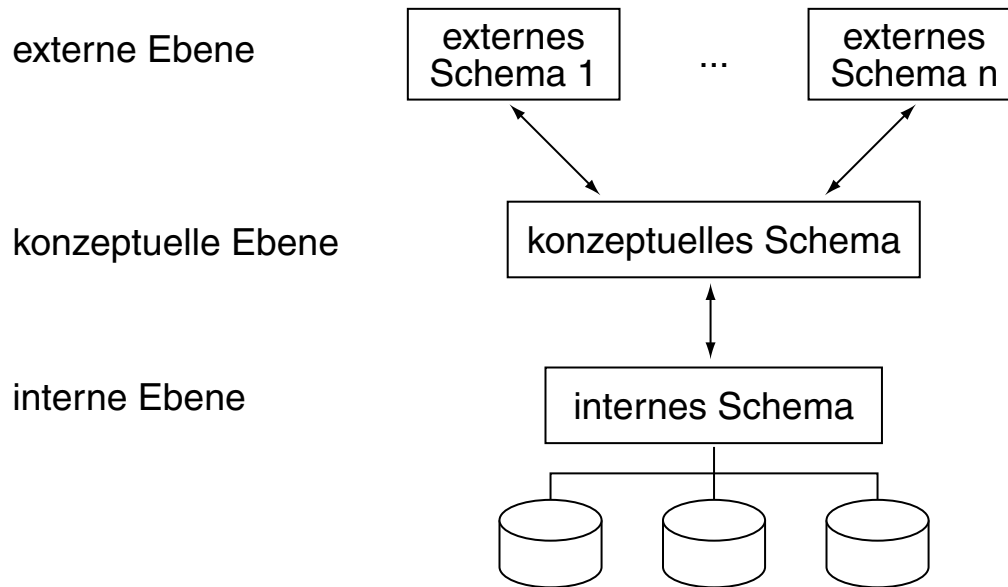 externe Ebene
externes
Schema 1
...
externes
Schema n
konzeptuelle Ebene
konzeptuelles Schema
interne Ebene
internes Schema